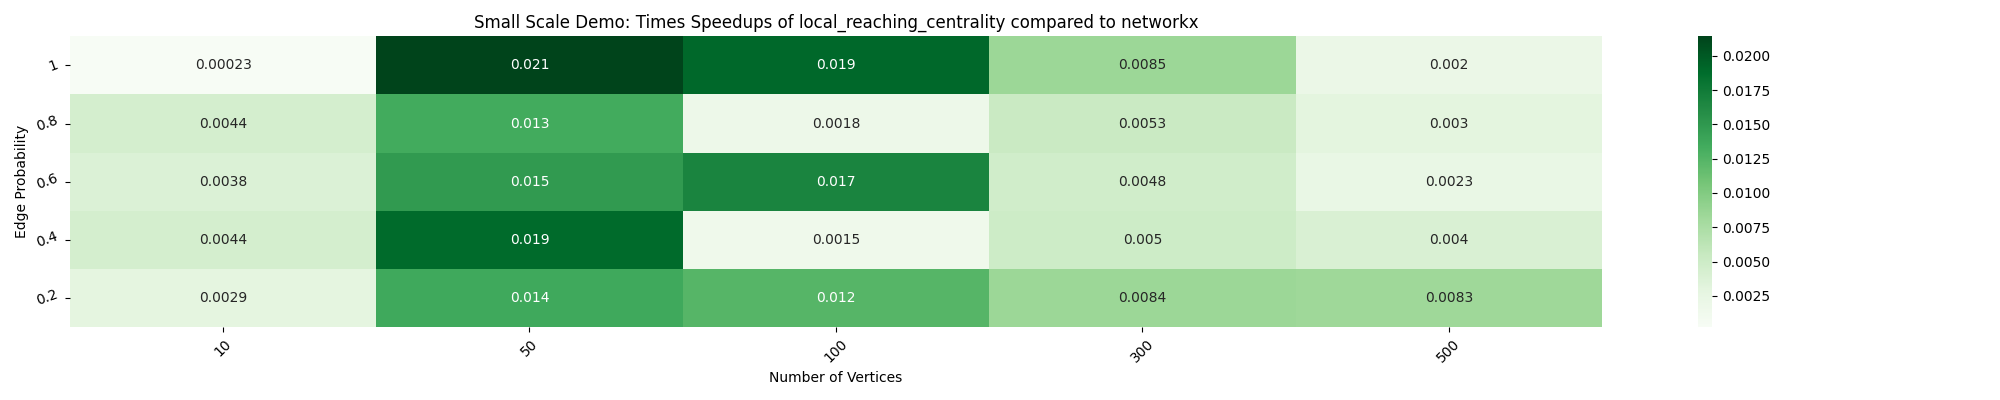 Small Scale Demo: Times Speedups of local_reaching_centrality compared to networkx
Edge Probability
1 0.00023 0.021 0.019 0.0085 0.002
0.8 0.0044 0.013 0.0018 0.0053 0.003
0.6 0.0038 0.015 0.017 0.0048 0.0023
0.4 0.0044 0.019 0.0015 0.005 0.004
0.2 0.0029 0.014 0.012 0.0084 0.0083
10 50 100 300 500
Number of Vertices
0.0200
0.0175
0.0150
0.0125
0.0100
0.0075
0.0050
0.0025